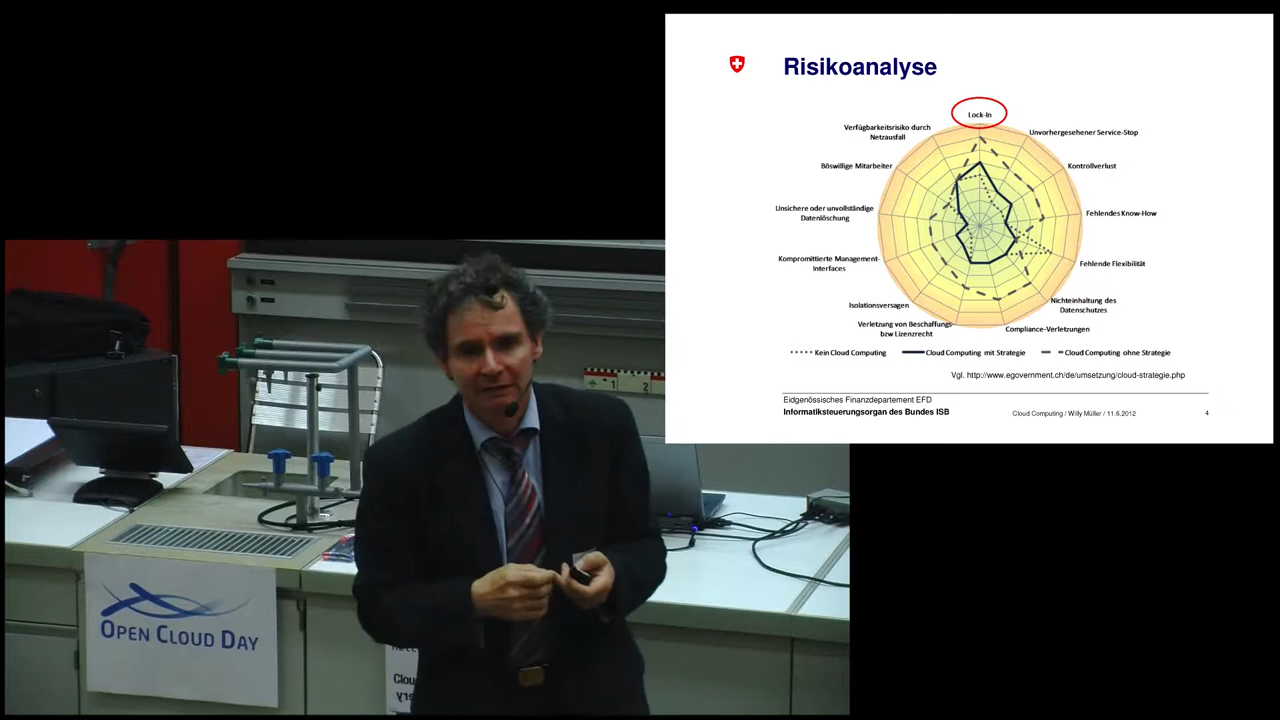 Risikoanalyse
Lock-In
Verfügbarkeitsrisiko durch
Netzausfall
Unvorhergesehener Service-Stop
Böswillige Mitarbeiter
Kontrollverlust
Unsichere oder unvollständige
Datenlöschung
Fehlendes Know-How
Kompromittierte Management-
Interfaces
Fehlende Flexibilität
Isolationsversagen
Nichteinhaltung des
Datenschutzes
Verletzung von Beschaffungs-
bzw Lizenzrecht
Compliance-Verletzungen
Kein Cloud Computing
Cloud Computing mit Strategie
Cloud Computing ohne Strategie
Vgl. http://www.egovernment.ch/de/umsetzung/cloud-strategie.php
Eidgenössisches Finanzdepartement EFD
Informatiksteuerungsorgan des Bundes ISB
Cloud Computing / Willy Müller / 11.6.2012
4
1 2
OPEN CLOUD DAY
Clou